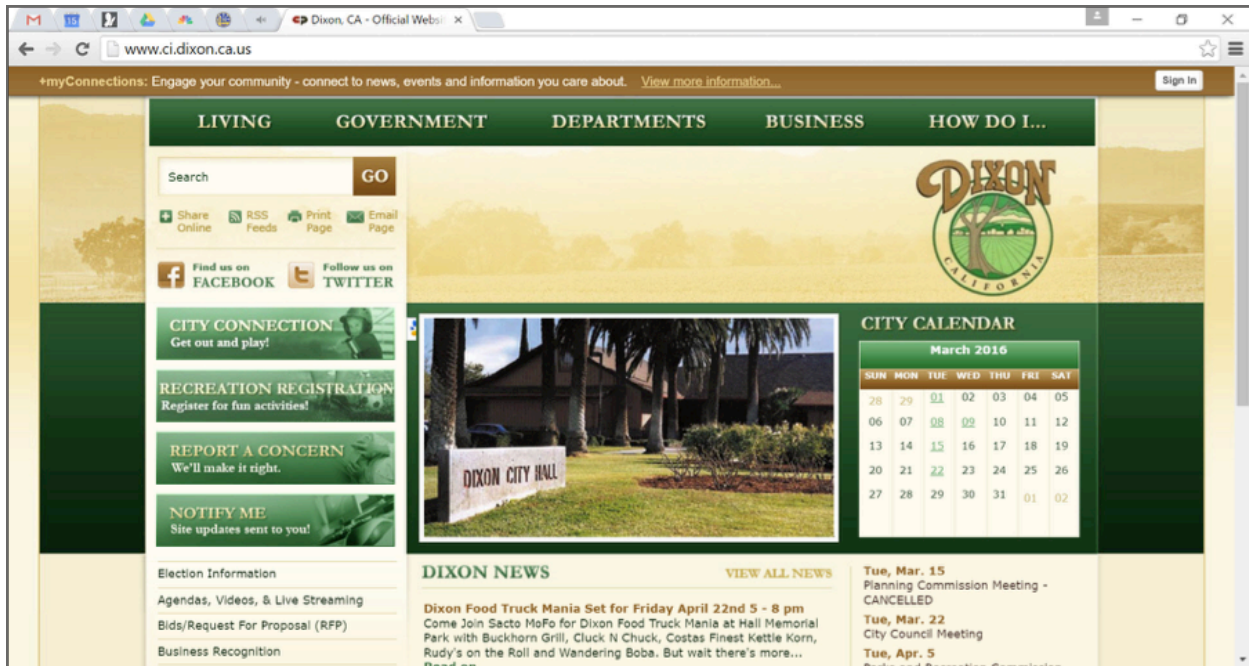 15
Dixon, CA - Official Websi
www.ci.dixon.ca.us
+myConnections: Engage your community - connect to news, events and information you care about. View more information...
Sign In
LIVING GOVERNMENT DEPARTMENTS BUSINESS HOW DO I...
Search GO
Share Online
RSS Feeds
Print Page
Email Page
Find us on
FACEBOOK
Follow us on
TWITTER
DIXON
CALIFORNIA
CITY CONNECTION
Get out and play!
RECREATION REGISTRATION
Register for fun activities!
REPORT A CONCERN
We'll make it right.
NOTIFY ME
Site updates sent to you!
DIXON CITY HALL
CITY CALENDAR
March 2016
SUN MON TUE WED THU FRI SAT
28 29 01 02 03 04 05
06 07 08 09 10 11 12
13 14 15 16 17 18 19
20 21 22 23 24 25 26
27 28 29 30 31 01 02
Election Information
Agendas, Videos, & Live Streaming
Bids/Request For Proposal (RFP)
Business Recognition
DIXON NEWS VIEW ALL NEWS
Dixon Food Truck Mania Set for Friday April 22nd 5 - 8 pm
Come Join Sacto MoFo for Dixon Food Truck Mania at Hall Memorial
Park with Buckhorn Grill, Cluck N Chuck, Costas Finest Kettle Korn,
Rudy's on the Roll and Wandering Boba. But wait there's more...
Read on
Tue, Mar. 15
Planning Commission Meeting -
CANCELLED
Tue, Mar. 22
City Council Meeting
Tue, Apr. 5
Parks and Recreation Commission